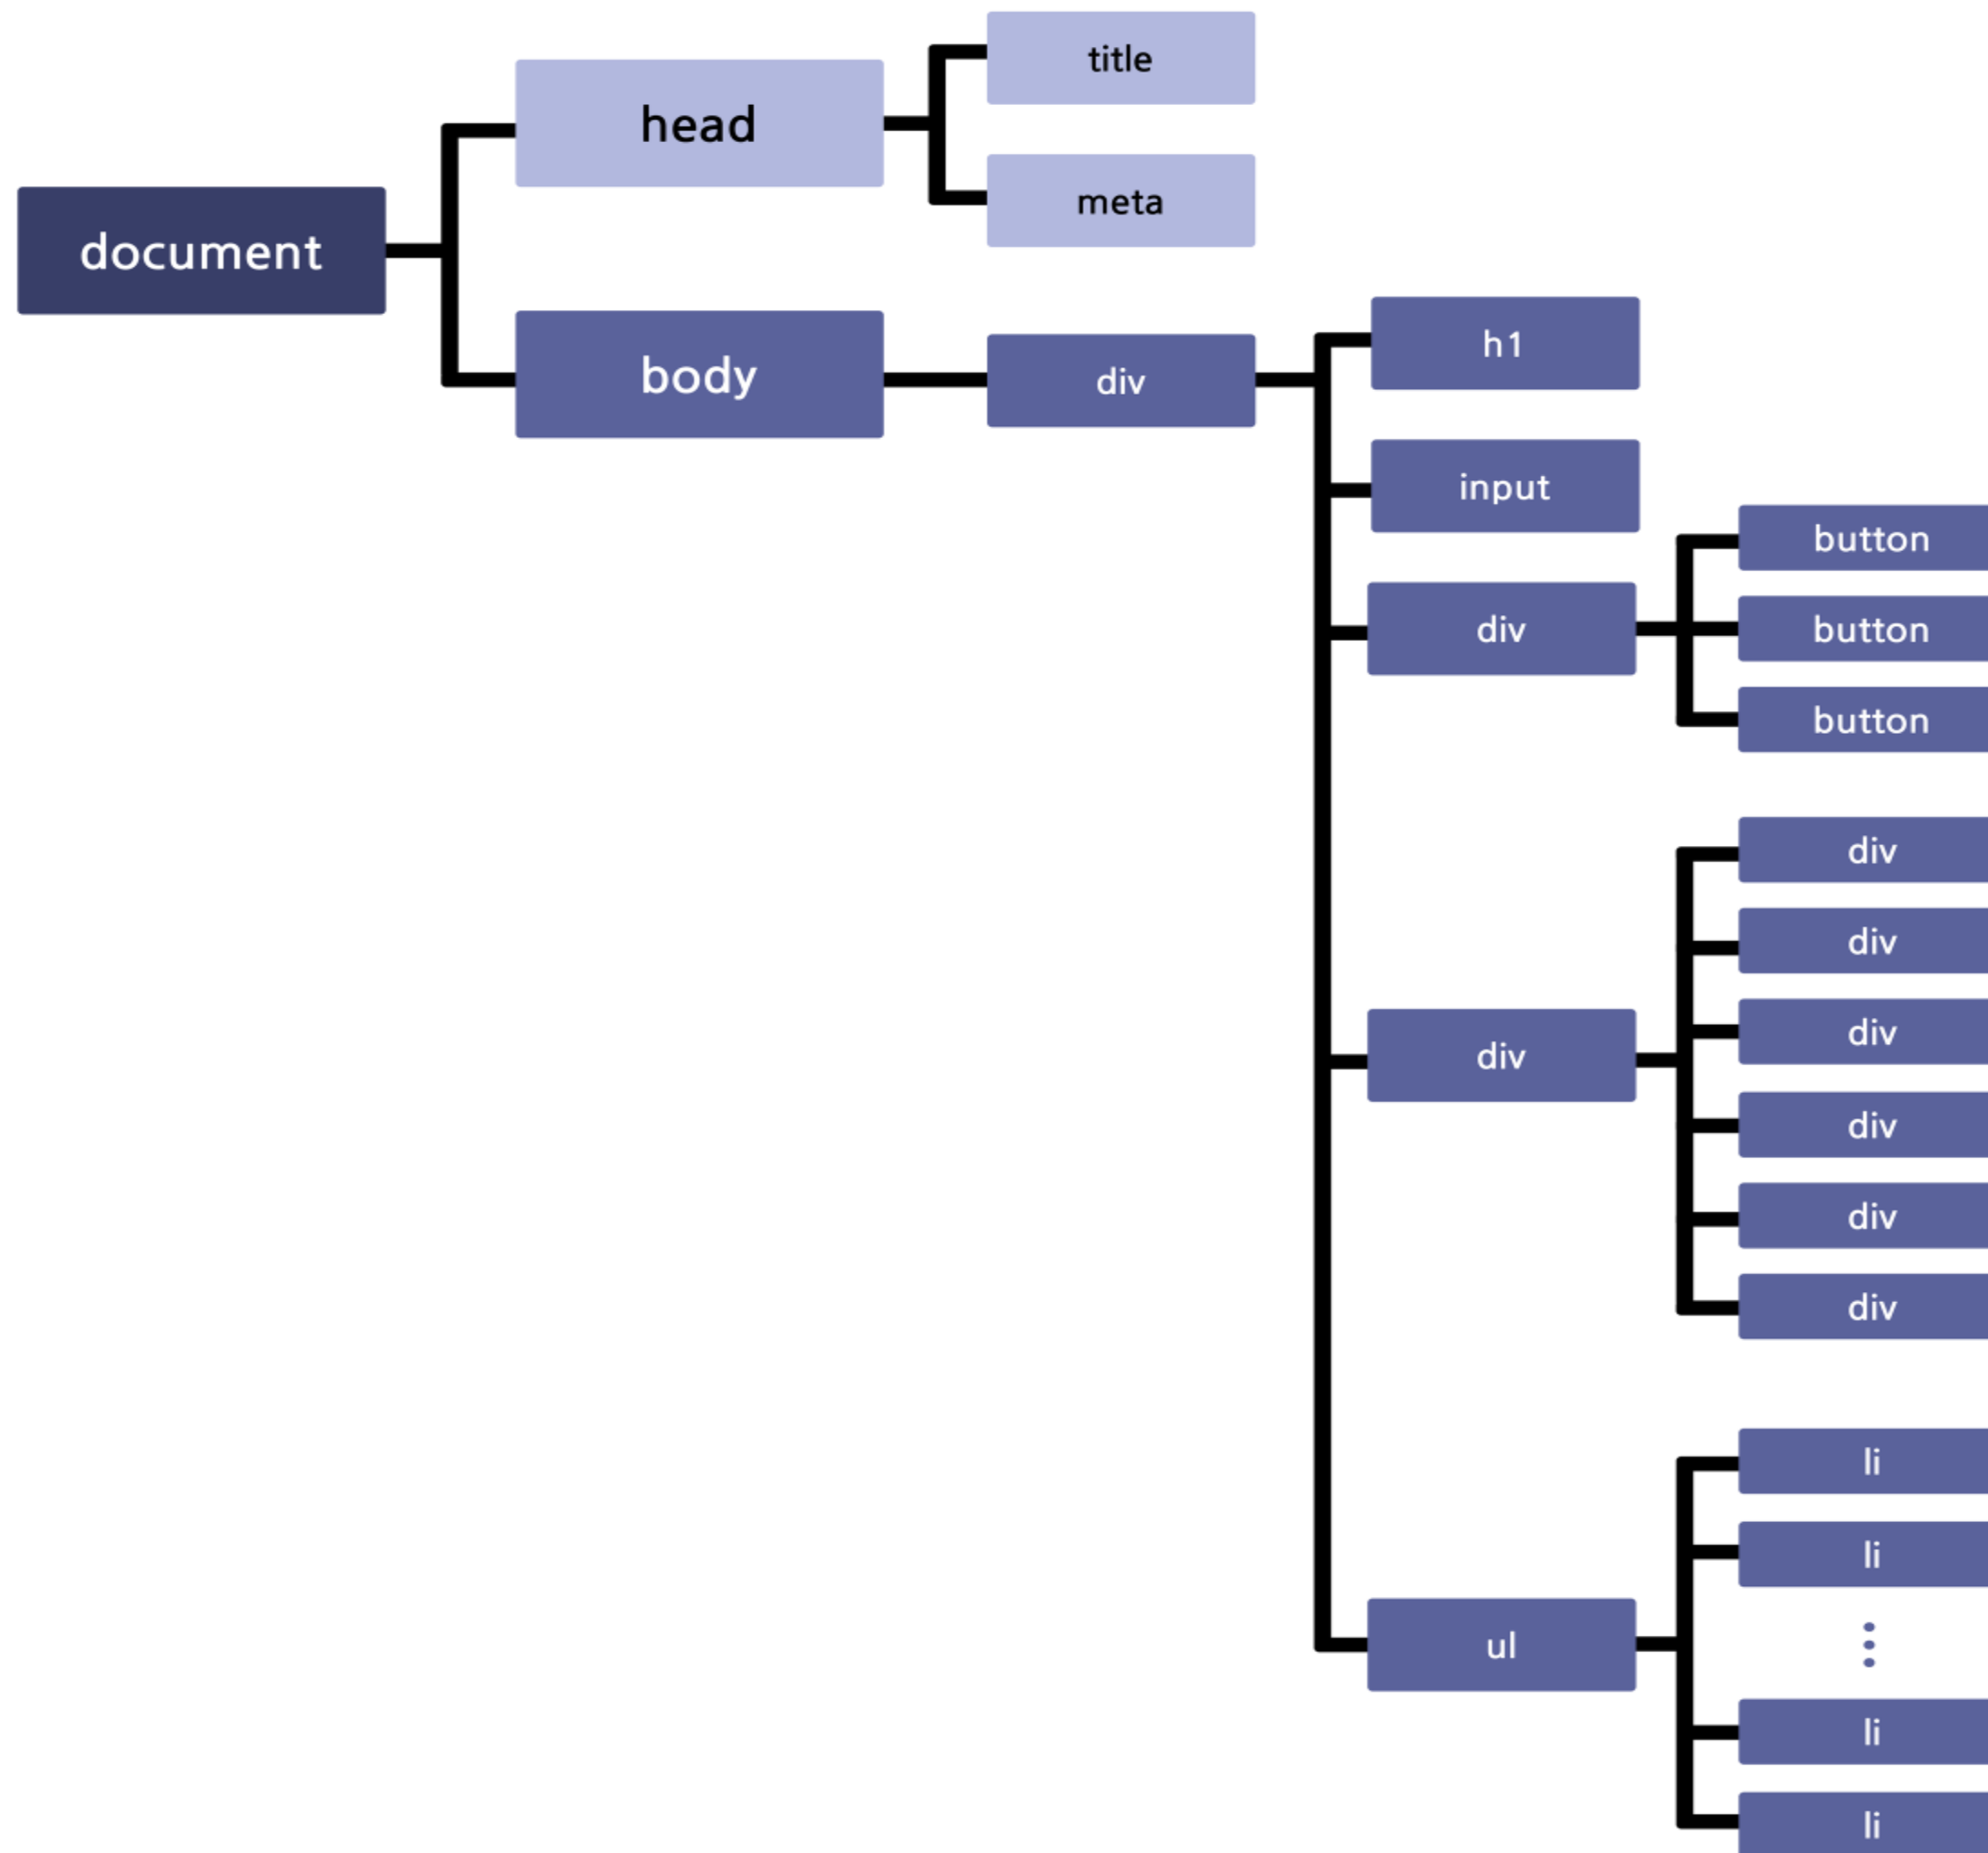 title
head
meta
document
h1
body
div
input
button
div
button
button
div
div
div
div
div
div
div
li
li
ul
li
li